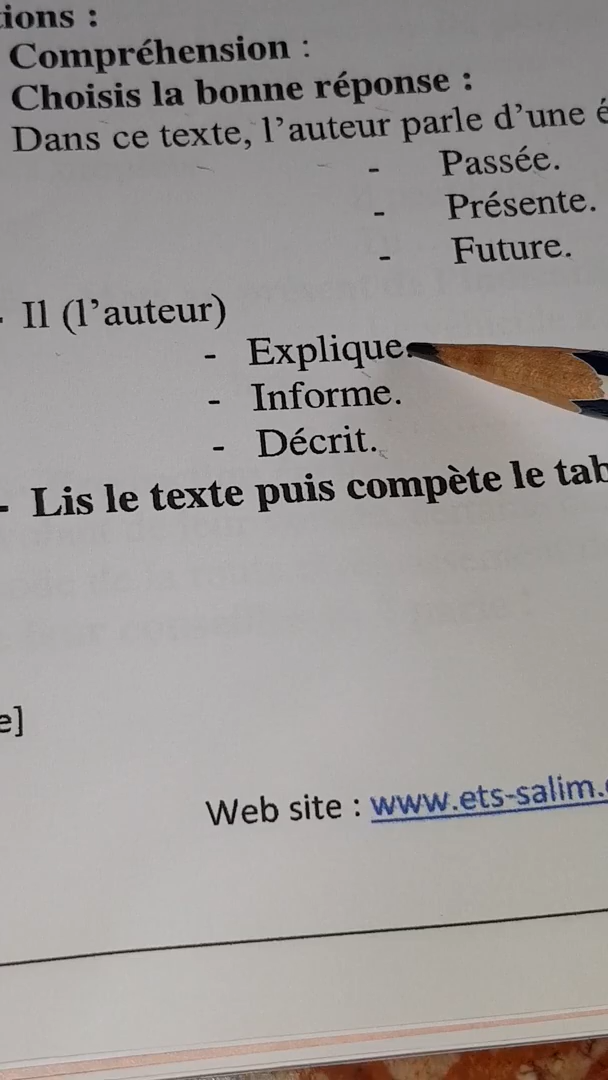 tions :
Compréhension :
Choisis la bonne réponse :
Dans ce texte, l'auteur parle d'une é
- Passée.
- Présente.
- Future.
- Il (l'auteur)
- Explique.
- Informe.
- Décrit.
- Lis le texte puis compète le tab
e]
Web site : www.ets-salim.